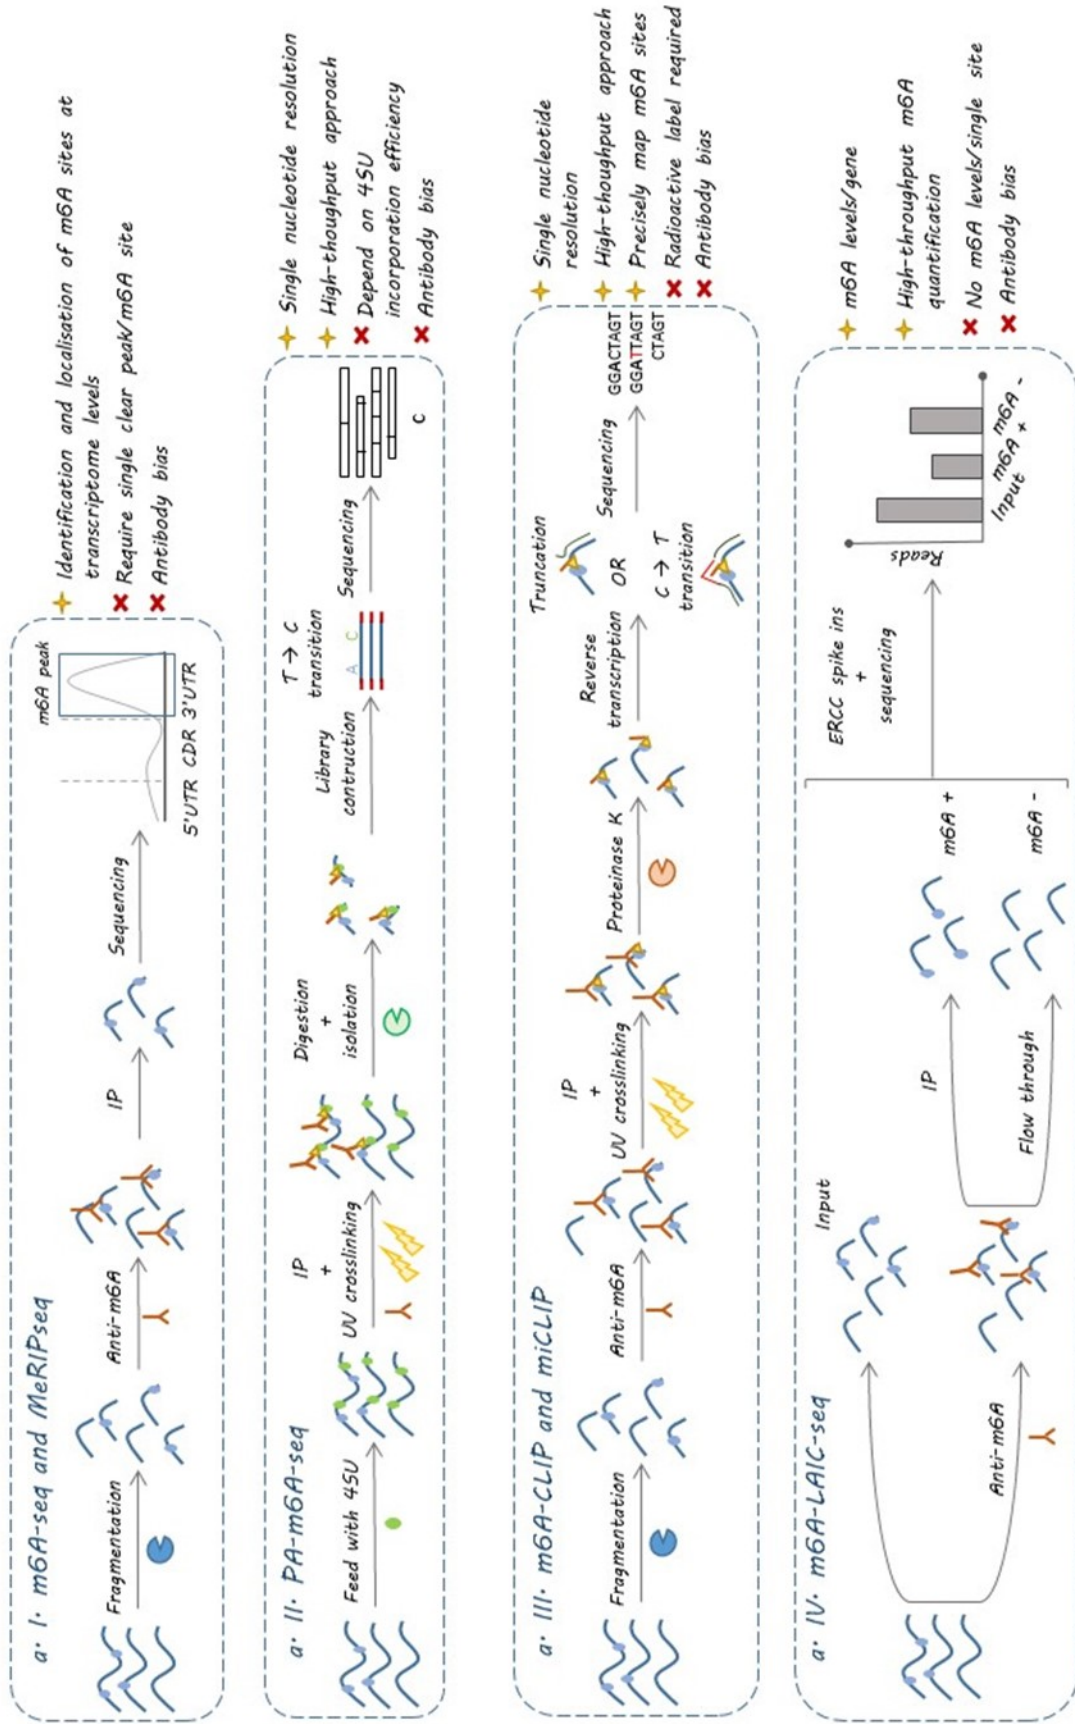 a. I. m6A-seq and MeRIPseq
Fragmentation
Anti-m6A
IP
Sequencing
m6A peak
5'UTR CDR 3'UTR
Identification and localisation of m6A sites at
transcriptome levels
Require single clear peak/m6A site
Antibody bias
a. II. PA-m6A-seq
Feed with 4SU
IP
+
UV crosslinking
Digestion
+
isolation
Library
contruction
T → C
transition
A C
Sequencing
C
Single nucleotide resolution
High-thoughput approach
Depend on 4SU
incorporation efficiency
Antibody bias
a. III. m6A-CLIP and miCLIP
Fragmentation
Anti-m6A
IP
+
UV crosslinking
Proteinase K
Reverse
transcription
Truncation
OR
C → T
transition
Sequencing
GGACTAGT
GGATTAGT
CTAGT
Single nucleotide
resolution
High-thoughput approach
Precisely map m6A sites
Radioactive label required
Antibody bias
a. IV. m6A-LAIC-seq
Anti-m6A
Input
IP
Flow through
m6A +
m6A -
ERCC spike ins
+
sequencing
Reads
Input
m6A +
m6A -
m6A levels/gene
High-throughput m6A
quantification
No m6A levels/single site
Antibody bias